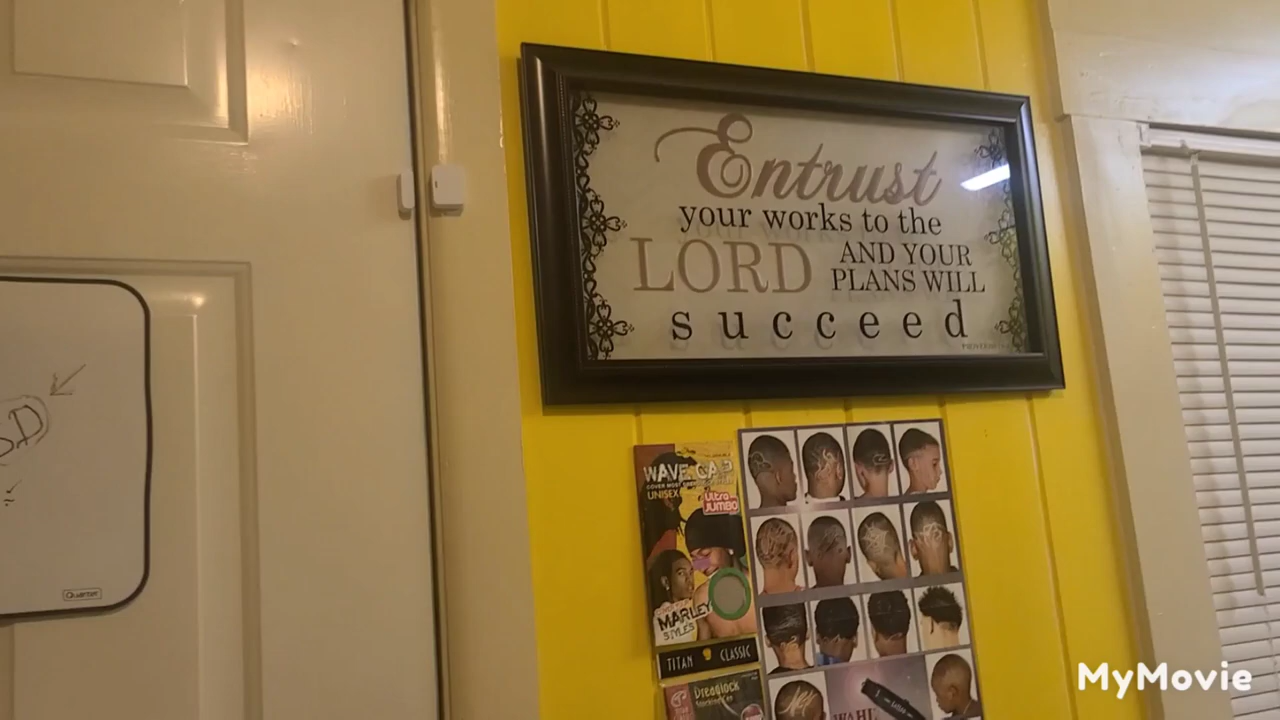 Entrust
your works to the
LORD AND YOUR
PLANS WILL
succeed
WAVE CAP
UNISEX
Ultra
JUMBO
MARLEY
STYLES
TITAN CLASSIC
Dreadlock
WAHL
Quartet
MyMovie